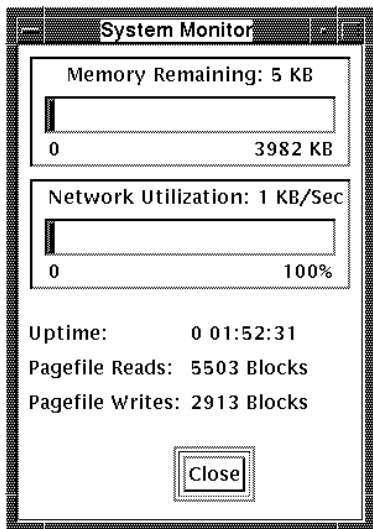 System Monitor
Memory Remaining: 5 KB
0 3982 KB
Network Utilization: 1 KB/Sec
0 100%
Uptime: 0 01:52:31
Pagefile Reads: 5503 Blocks
Pagefile Writes: 2913 Blocks
Close